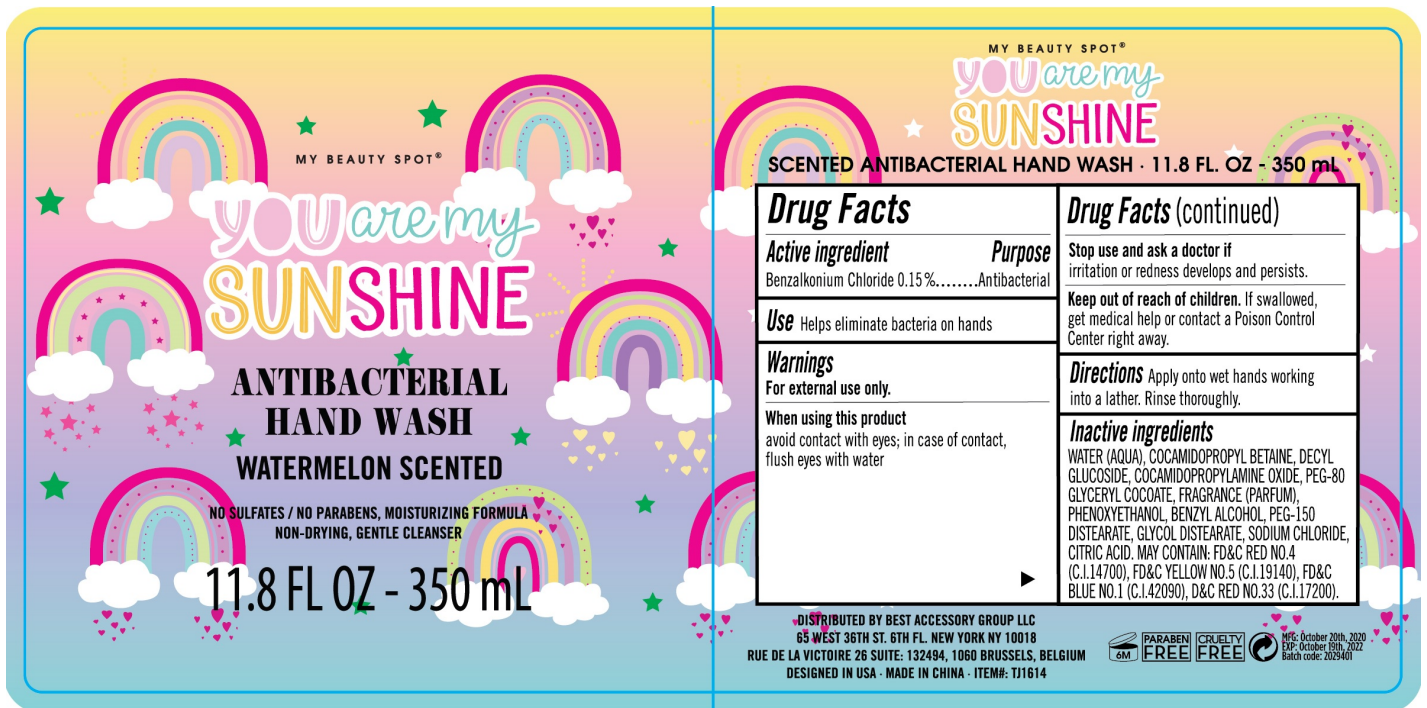 MY BEAUTY SPOT®
YOU are my
SUNSHINE
ANTIBACTERIAL
HAND WASH
WATERMELON SCENTED
NO SULFATES / NO PARABENS, MOISTURIZING FORMULA
NON-DRYING, GENTLE CLEANSER
11.8 FL OZ - 350 mL
MY BEAUTY SPOT®
YOU are my
SUNSHINE
SCENTED ANTIBACTERIAL HAND WASH · 11.8 FL. OZ - 350 mL
Drug Facts
Active ingredient Purpose
Benzalkonium Chloride 0.15%........Antibacterial
Use Helps eliminate bacteria on hands
Warnings
For external use only.
When using this product
avoid contact with eyes; in case of contact,
flush eyes with water
Drug Facts (continued)
Stop use and ask a doctor if
irritation or redness develops and persists.
Keep out of reach of children. If swallowed,
get medical help or contact a Poison Control
Center right away.
Directions Apply onto wet hands working
into a lather. Rinse thoroughly.
Inactive ingredients
WATER (AQUA), COCAMIDOPROPYL BETAINE, DECYL
GLUCOSIDE, COCAMIDOPROPYLAMINE OXIDE, PEG-80
GLYCERYL COCOATE, FRAGRANCE (PARFUM),
PHENOXYETHANOL, BENZYL ALCOHOL, PEG-150
DISTEARATE, GLYCOL DISTEARATE, SODIUM CHLORIDE,
CITRIC ACID. MAY CONTAIN: FD&C RED NO.4
(C.I.14700), FD&C YELLOW NO.5 (C.I.19140), FD&C
BLUE NO.1 (C.I.42090), D&C RED NO.33 (C.I.17200).
DISTRIBUTED BY BEST ACCESSORY GROUP LLC
65 WEST 36TH ST. 6TH FL. NEW YORK NY 10018
RUE DE LA VICTOIRE 26 SUITE: 132494, 1060 BRUSSELS, BELGIUM
DESIGNED IN USA · MADE IN CHINA · ITEM#: TJ1614
6M
PARABEN
FREE
CRUELTY
FREE
MFG: October 20th, 2020
EXP: October 19th, 2022
Batch code: 2029401